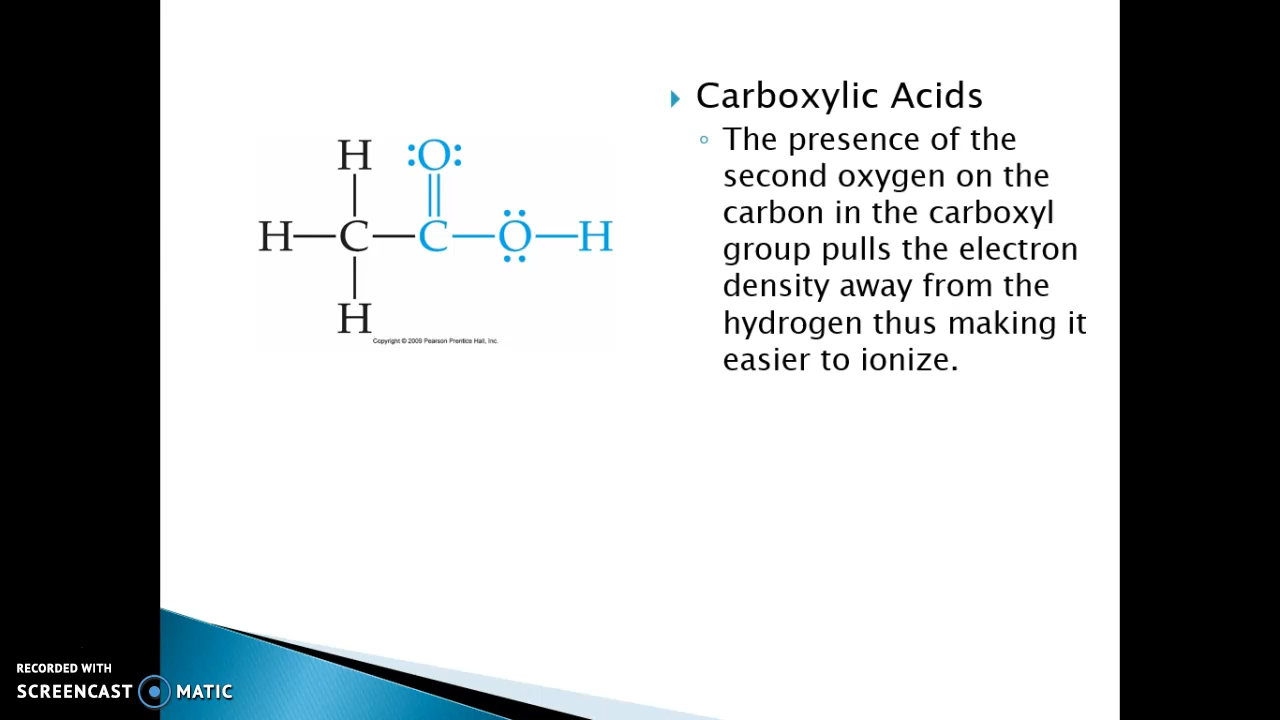 Carboxylic Acids
The presence of the
second oxygen on the
carbon in the carboxyl
group pulls the electron
density away from the
hydrogen thus making it
easier to ionize.
H :O:
H—C—C—O—H
H
Copyright © 2009 Pearson Prentice Hall, Inc.
RECORDED WITH
SCREENCAST MATIC